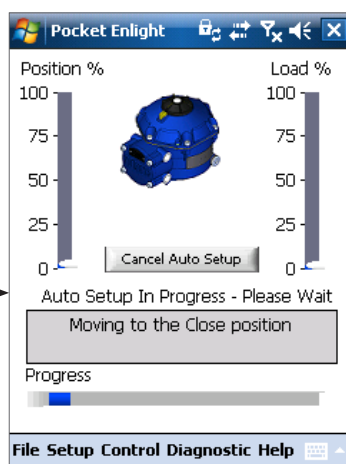 Pocket Enlight
Position % Load %
100 100
75 75
50 50
25 25
0 0
Cancel Auto Setup
Auto Setup In Progress - Please Wait
Moving to the Close position
Progress
File Setup Control Diagnostic Help